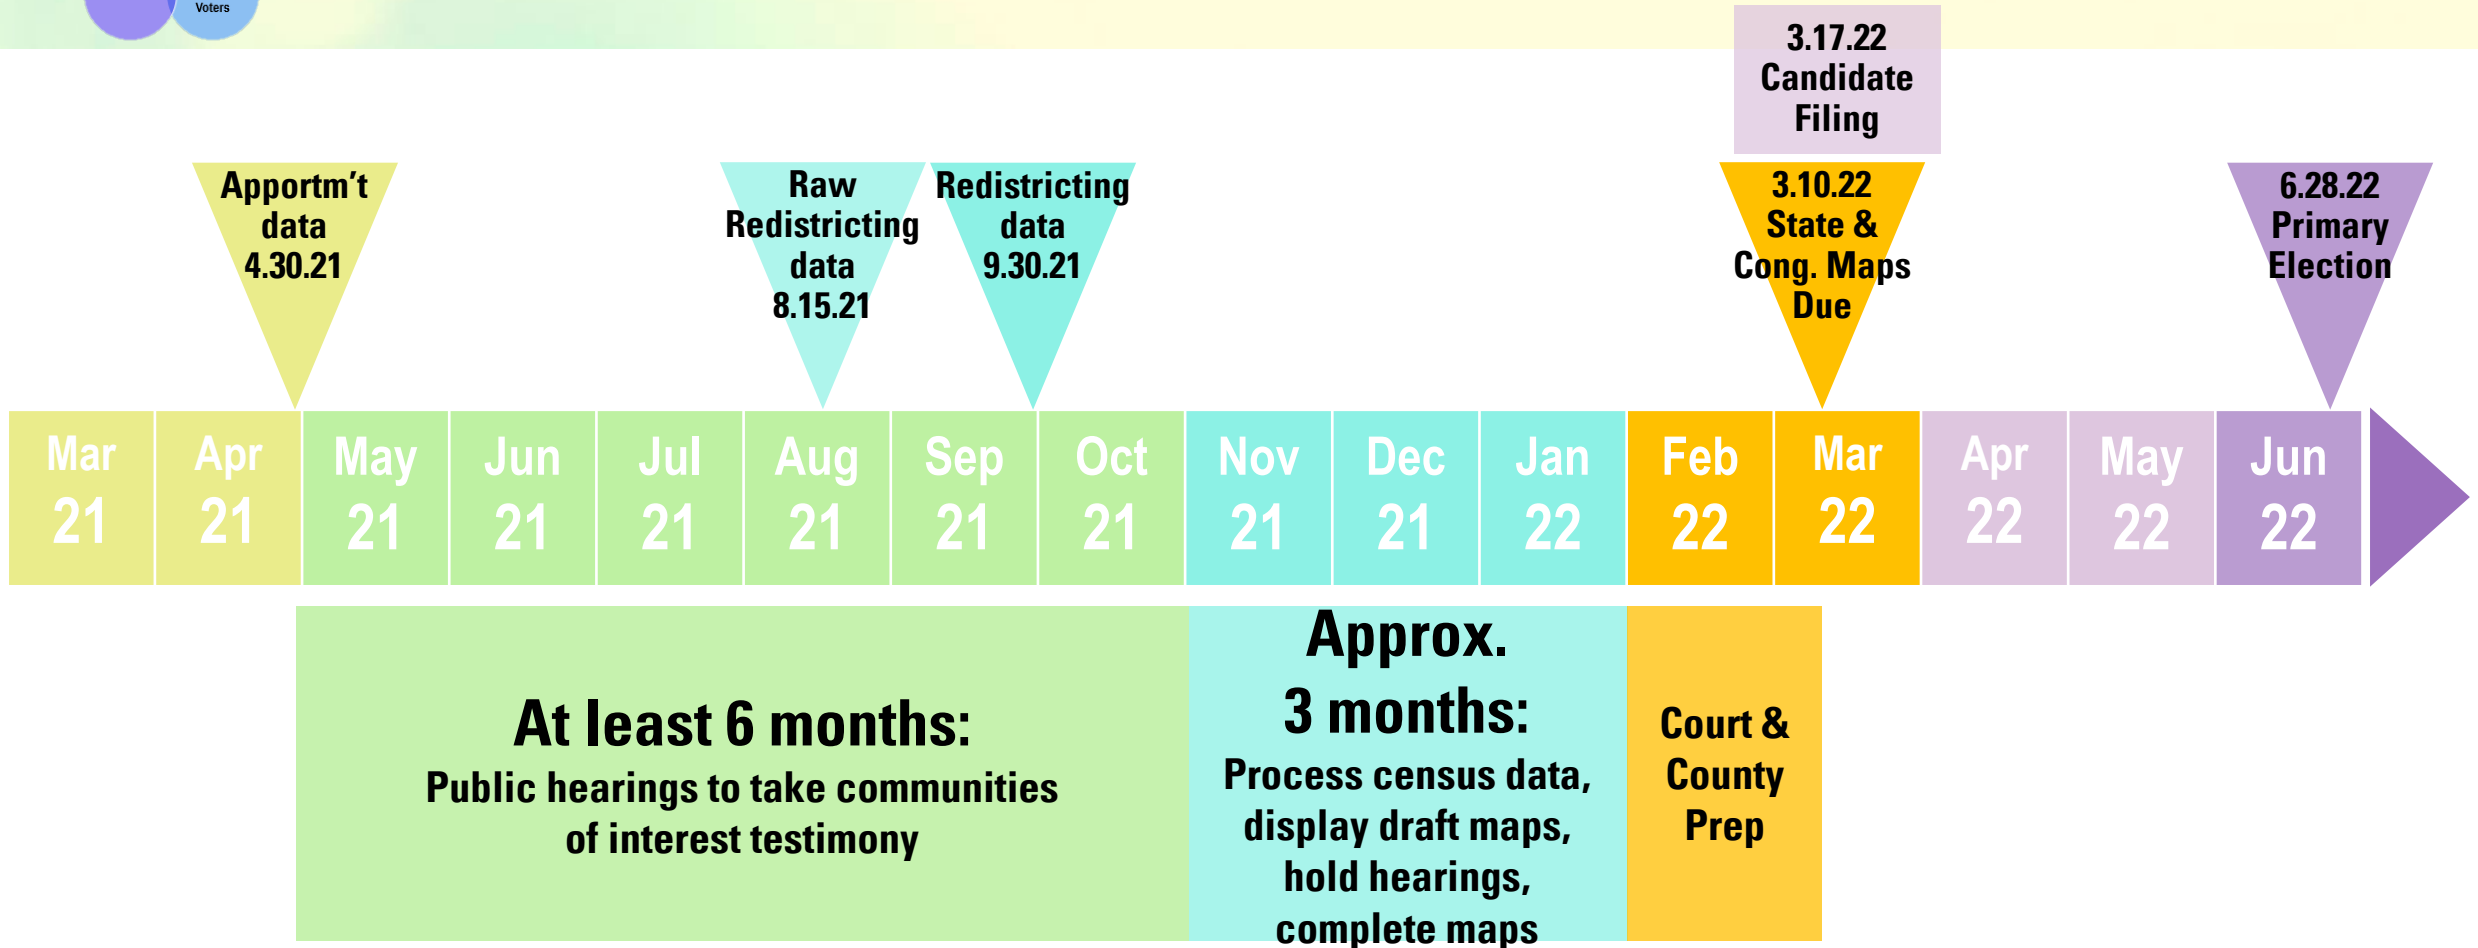 Voters
3.17.22
Candidate
Filing
Apportm't
data
4.30.21
Raw
Redistricting
data
8.15.21
Redistricting
data
9.30.21
3.10.22
State &
Cong. Maps
Due
6.28.22
Primary
Election
Mar
21
Apr
21
May
21
Jun
21
Jul
21
Aug
21
Sep
21
Oct
21
Nov
21
Dec
21
Jan
22
Feb
22
Mar
22
Apr
22
May
22
Jun
22
At least 6 months:
Public hearings to take communities
of interest testimony
Approx.
3 months:
Process census data,
display draft maps,
hold hearings,
complete maps
Court &
County
Prep